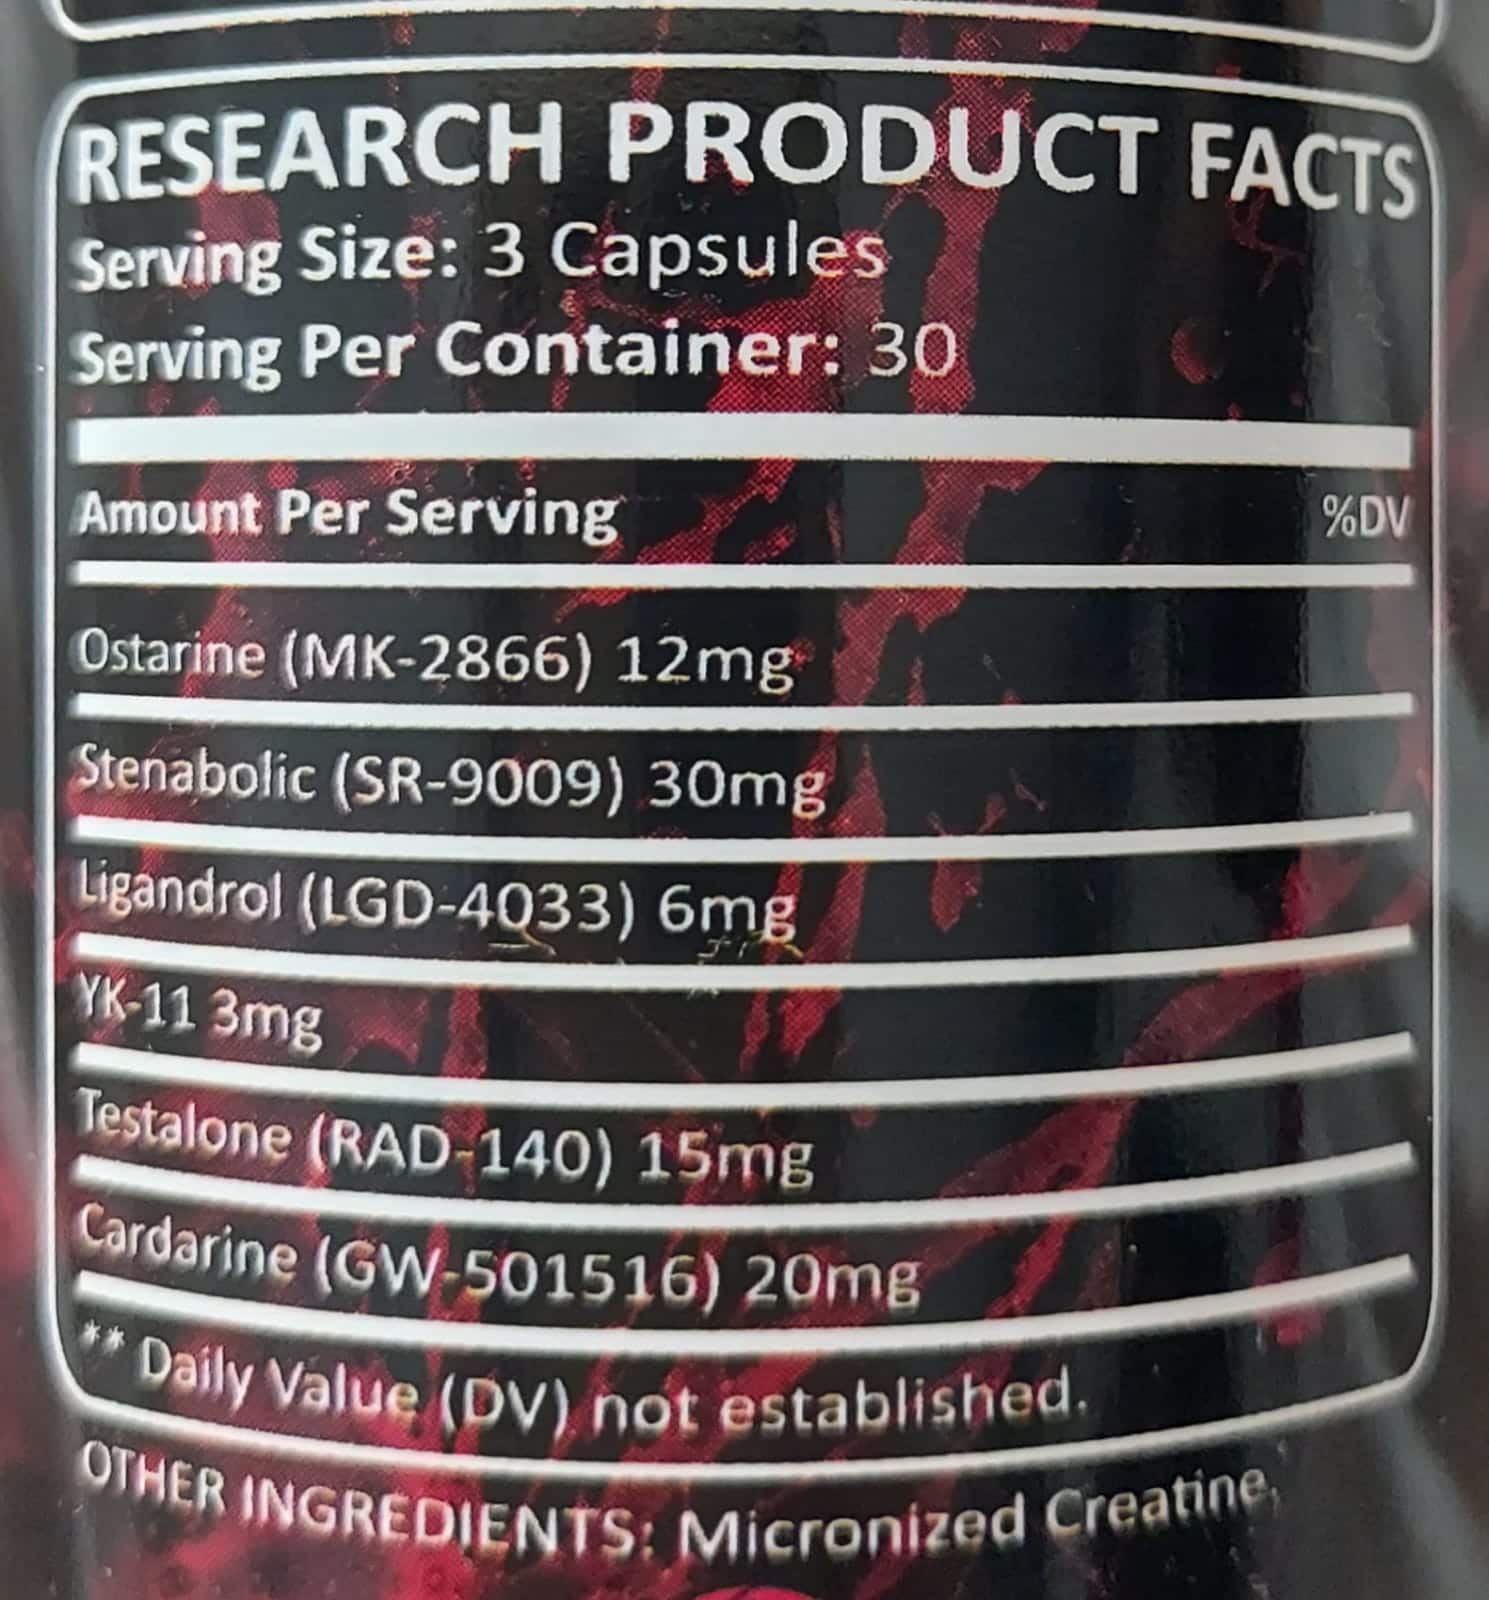 RESEARCH PRODUCT FACTS
Serving Size: 3 Capsules
Serving Per Container: 30
Amount Per Serving %DV
Ostarine (MK-2866) 12mg
Stenabolic (SR-9009) 30mg
Ligandrol (LGD-4033) 6mg
YK-11 3mg
Testalone (RAD-140) 15mg
Cardarine (GW-501516) 20mg
** Daily Value (DV) not established.
OTHER INGREDIENTS: Micronized Creatine,